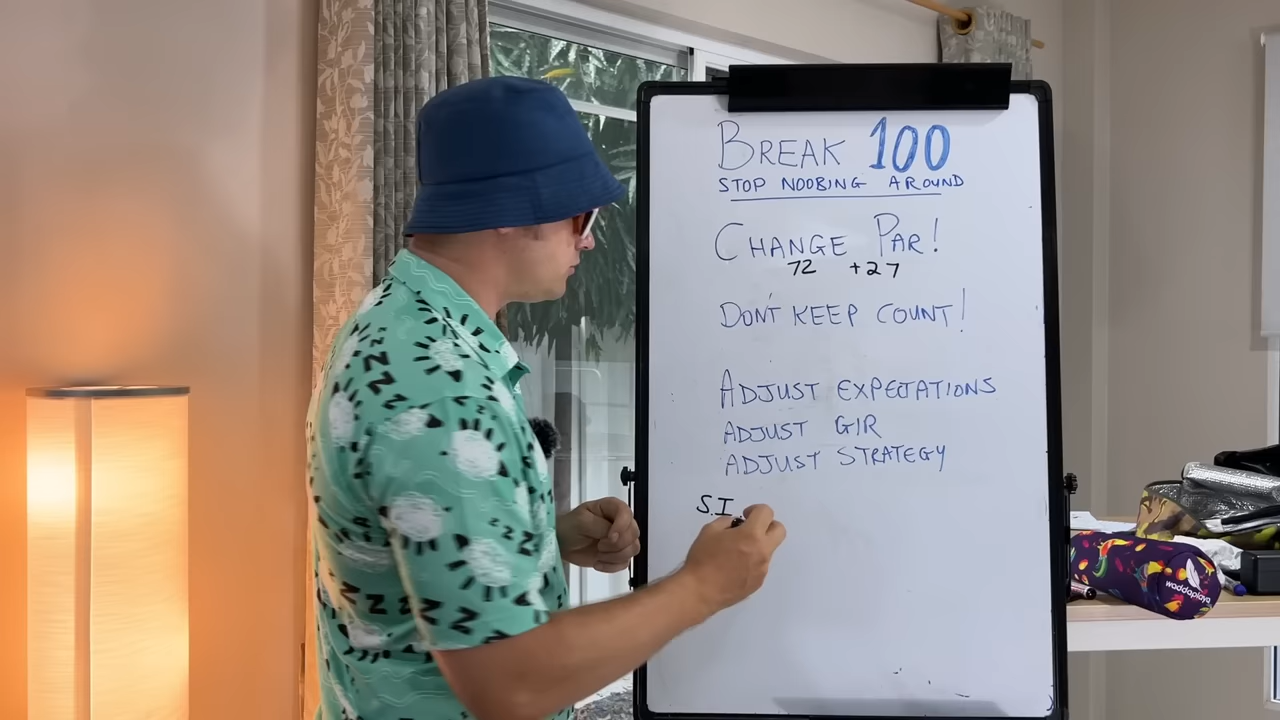 BREAK 100
STOP NOOBING AROUND
CHANGE PAR!
72 +27
DON'T KEEP COUNT!
ADJUST EXPECTATIONS
ADJUST GIR
ADJUST STRATEGY
S.I
waddaplaya